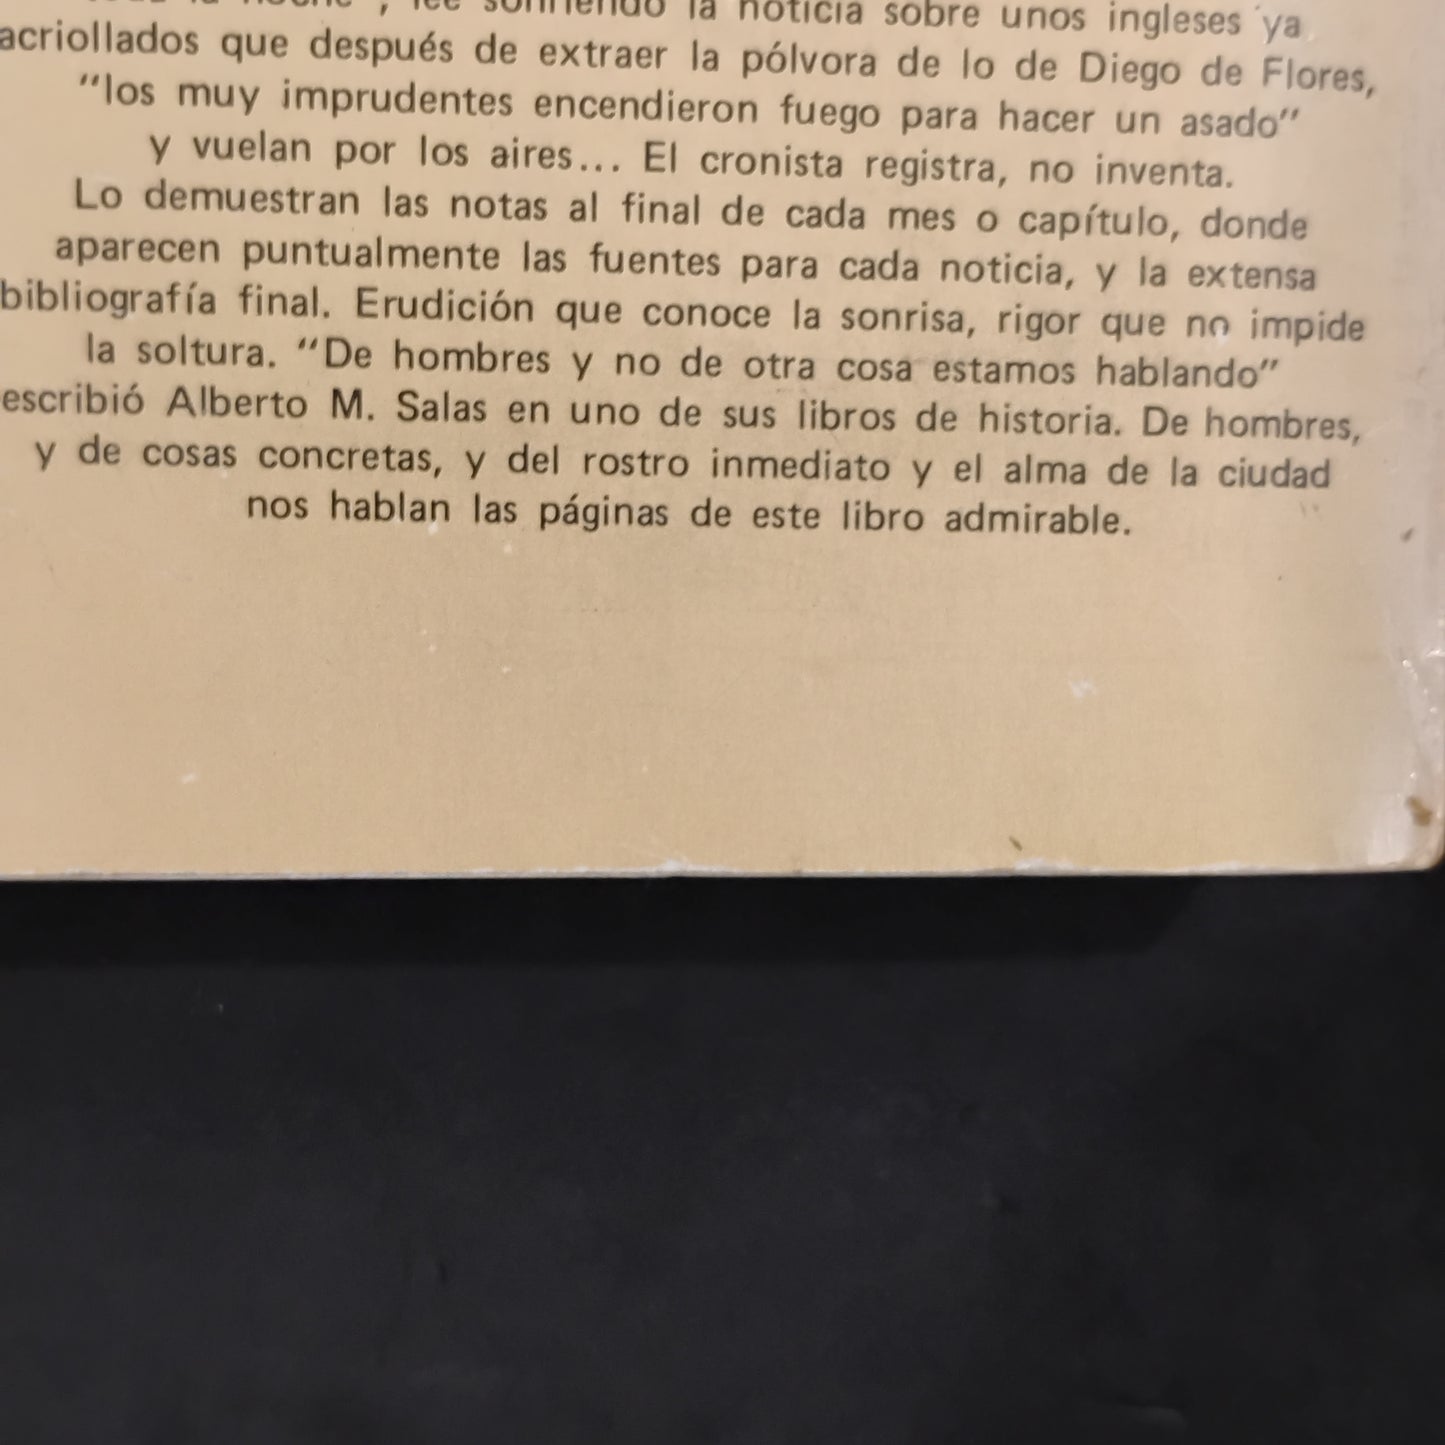 la noche", lee sonriendo la noticia sobre unos ingleses ya
acriollados que después de extraer la pólvora de lo de Diego de Flores,
"los muy imprudentes encendieron fuego para hacer un asado"
y vuelan por los aires... El cronista registra, no inventa.
Lo demuestran las notas al final de cada mes o capítulo, donde
aparecen puntualmente las fuentes para cada noticia, y la extensa
bibliografía final. Erudición que conoce la sonrisa, rigor que no impide
la soltura. "De hombres y no de otra cosa estamos hablando"
escribió Alberto M. Salas en uno de sus libros de historia. De hombres,
y de cosas concretas, y del rostro inmediato y el alma de la ciudad
nos hablan las páginas de este libro admirable.